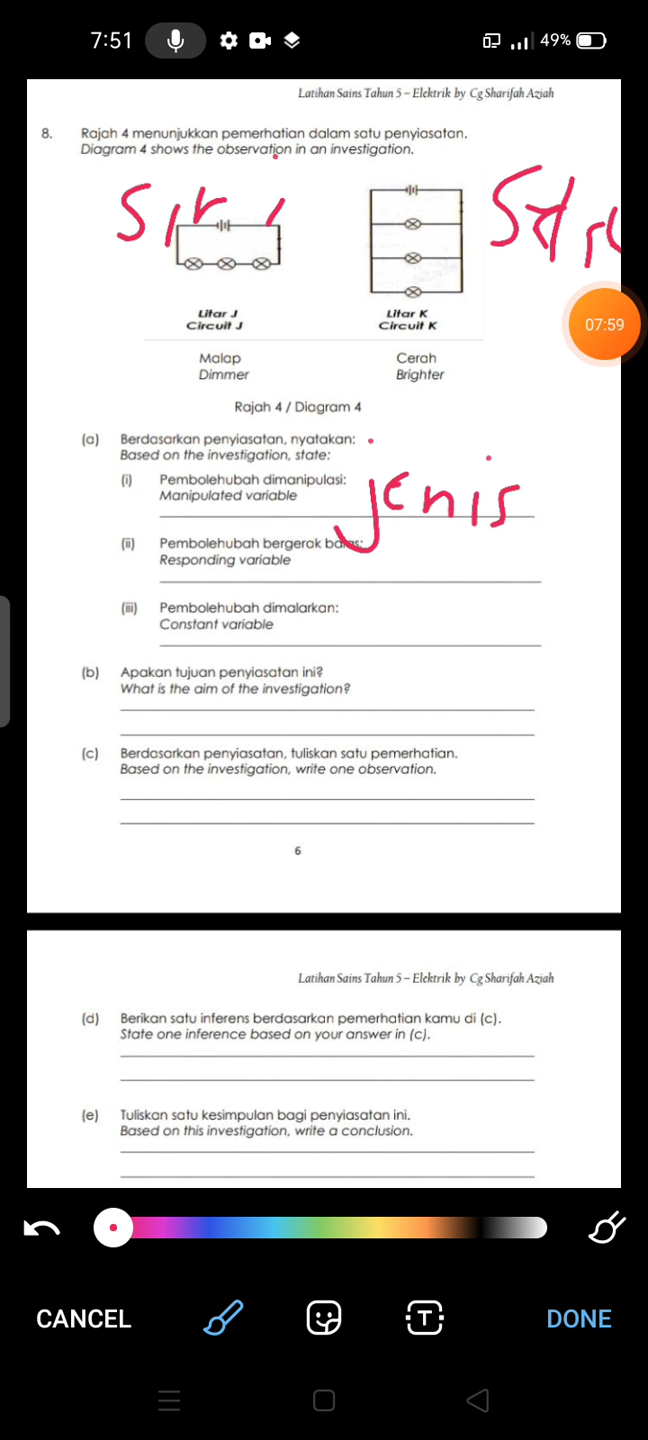 7:51
49%
Latihan Sains Tahun 5 – Elektrik by Cg Sharifah Aziah
8. Rajah 4 menunjukkan pemerhatian dalam satu penyiasatan.
Diagram 4 shows the observation in an investigation.
Siri
Litar J
Circuit J
Litar K
Circuit K
07:59
Malap
Dimmer
Cerah
Brighter
Rajah 4 / Diagram 4
(a) Berdasarkan penyiasatan, nyatakan:
Based on the investigation, state:
(i) Pembolehubah dimanipulasi:
Manipulated variable
jenis
(ii) Pembolehubah bergerak balas:
Responding variable
(iii) Pembolehubah dimalarkan:
Constant variable
(b) Apakan tujuan penyiasatan ini?
What is the aim of the investigation?
(c) Berdasarkan penyiasatan, tuliskan satu pemerhatian.
Based on the investigation, write one observation.
6
Latihan Sains Tahun 5 – Elektrik by Cg Sharifah Aziah
(d) Berikan satu inferens berdasarkan pemerhatian kamu di (c).
State one inference based on your answer in (c).
(e) Tuliskan satu kesimpulan bagi penyiasatan ini.
Based on this investigation, write a conclusion.
CANCEL
T
DONE